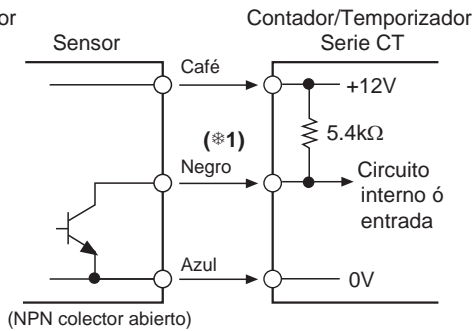 or
Contador/Temporizador
Sensor
Serie CT
Café
+12V
(❄1)
5.4kΩ
Negro
Circuito
interno ó
entrada
Azul
0V
(NPN colector abierto)